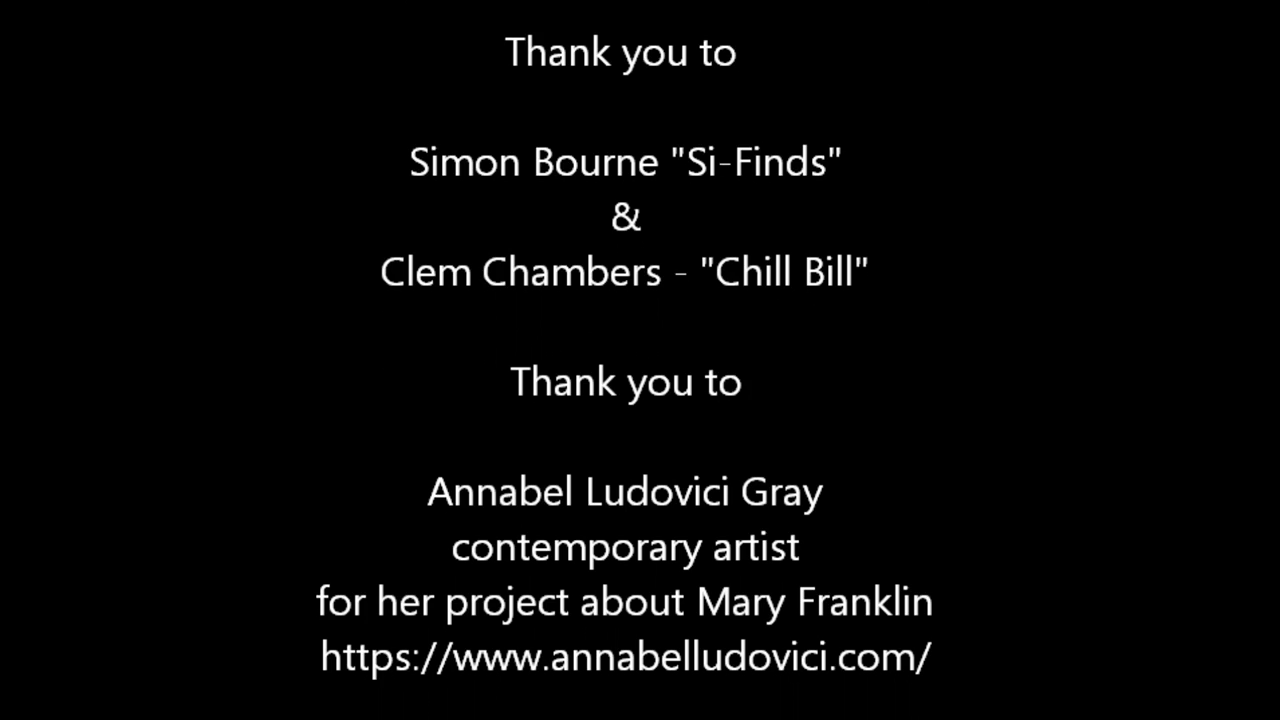 Thank you to
Simon Bourne "Si-Finds"
&
Clem Chambers - "Chill Bill"
Thank you to
Annabel Ludovici Gray
contemporary artist
for her project about Mary Franklin
https://www.annabelludovici.com/